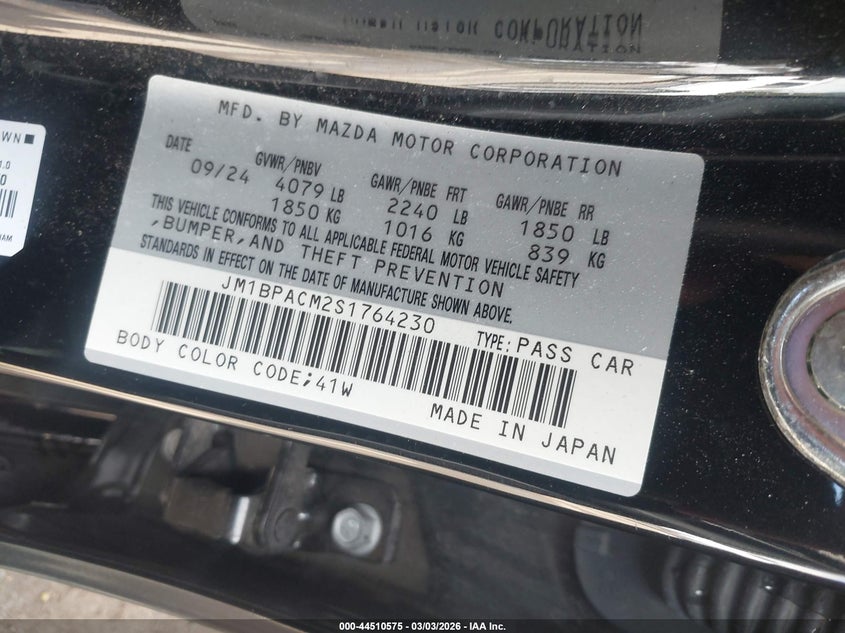 MFD. BY MAZDA MOTOR CORPORATION
DATE GVWR/PNBV GAWR/PNBE FRT GAWR/PNBE RR
09/24 4079 LB 2240 LB 1850 LB
1850 KG 1016 KG 839 KG
THIS VEHICLE CONFORMS TO ALL APPLICABLE FEDERAL MOTOR VEHICLE SAFETY
,BUMPER,AND THEFT PREVENTION
STANDARDS IN EFFECT ON THE DATE OF MANUFACTURE SHOWN ABOVE.
JM1BPACM2S1764230 TYPE:PASS CAR
BODY COLOR CODE;41W
MADE IN JAPAN
000-44510575 - 03/03/2026 - IAA Inc.